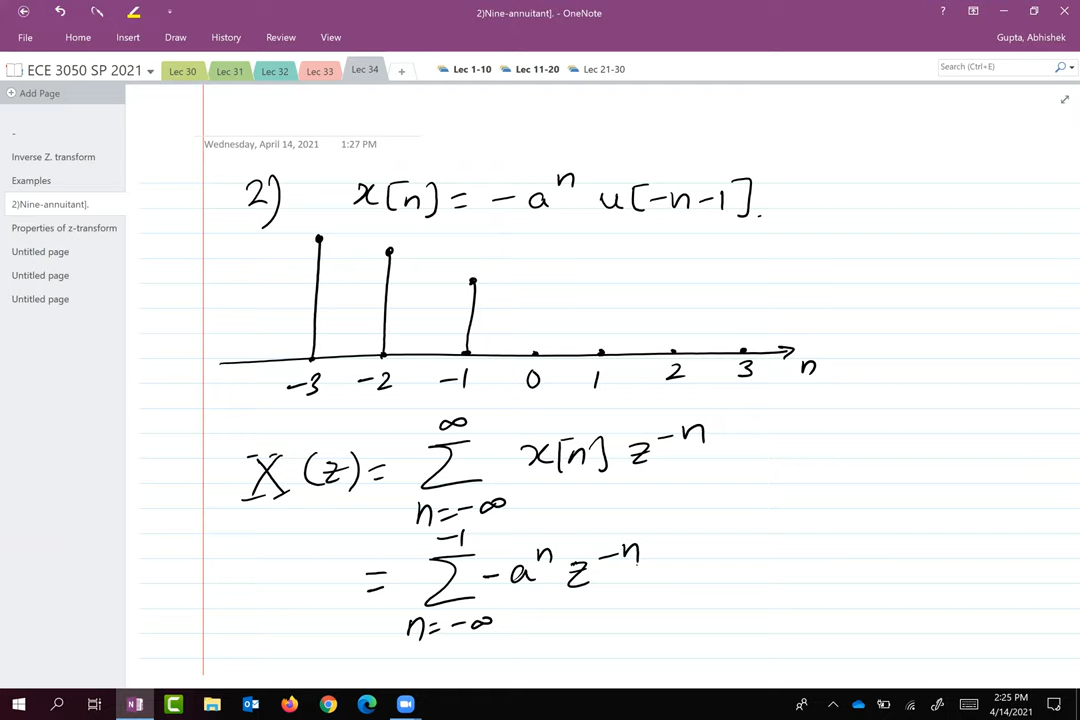 2)Nine-annuitant]. - OneNote
File Home Insert Draw History Review View
Gupta, Abhishek
ECE 3050 SP 2021
Lec 30 Lec 31 Lec 32 Lec 33 Lec 34 + Lec 1-10 Lec 11-20 Lec 21-30
Search (Ctrl+E)
Add Page
-
Inverse Z. transform
Examples
2)Nine-annuitant].
Properties of z-transform
Untitled page
Untitled page
Untitled page
Wednesday, April 14, 2021 1:27 PM
2) x[n] = -a^n u[-n-1].
-3 -2 -1 0 1 2 3 n
X(z) = ∑_{n=-∞}^{∞} x[n] z^{-n}
= ∑_{n=-∞}^{-1} -a^n z^{-n}
2:25 PM
4/14/2021